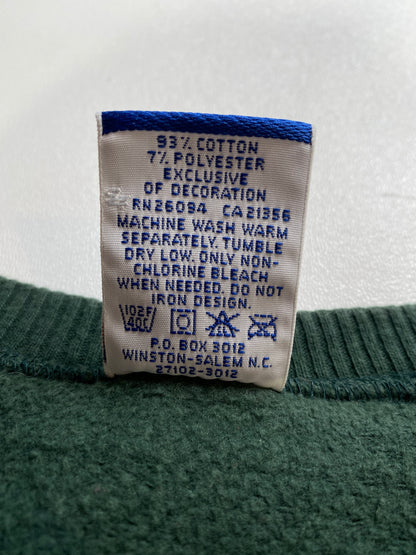 93% COTTON
7% POLYESTER
EXCLUSIVE
OF DECORATION
RN26094 CA21356
MACHINE WASH WARM
SEPARATELY. TUMBLE
DRY LOW. ONLY NON-
CHLORINE BLEACH
WHEN NEEDED. DO NOT
IRON DESIGN.
102F
40C
P.O. BOX 3012
WINSTON-SALEM N.C.
27102-3012